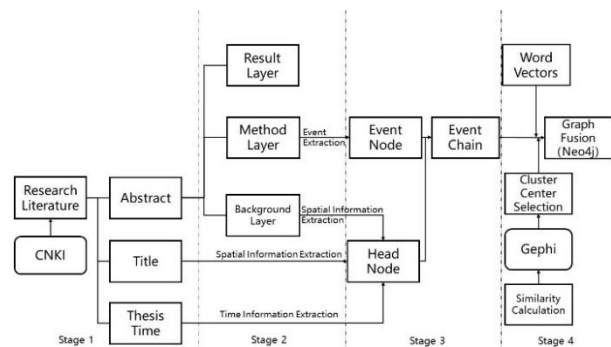 Result
Layer
Word
Vectors
Method
Layer
Event
Extraction
Event
Node
Event
Chain
Graph
Fusion
(Neo4j)
Research
Literature
Abstract
Background
Layer
Spatial Information
Extraction
Cluster
Center
Selection
CNKI
Title
Spatial Information Extraction
Head
Node
Gephi
Thesis
Time
Time Information Extraction
Similarity
Calculation
Stage 1
Stage 2
Stage 3
Stage 4